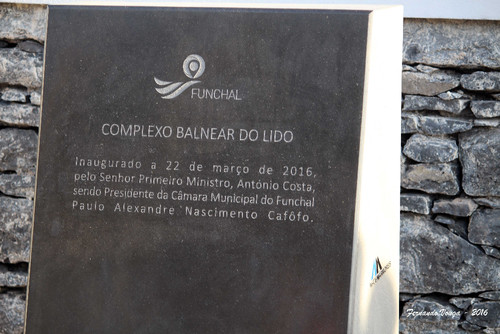 FUNCHAL
COMPLEXO BALNEAR DO LIDO
Inaugurado a 22 de março de 2016,
pelo Senhor Primeiro Ministro, António Costa,
sendo Presidente da Câmara Municipal do Funchal
Paulo Alexandre Nascimento Cafôfo.
FernandoVouga - 2016